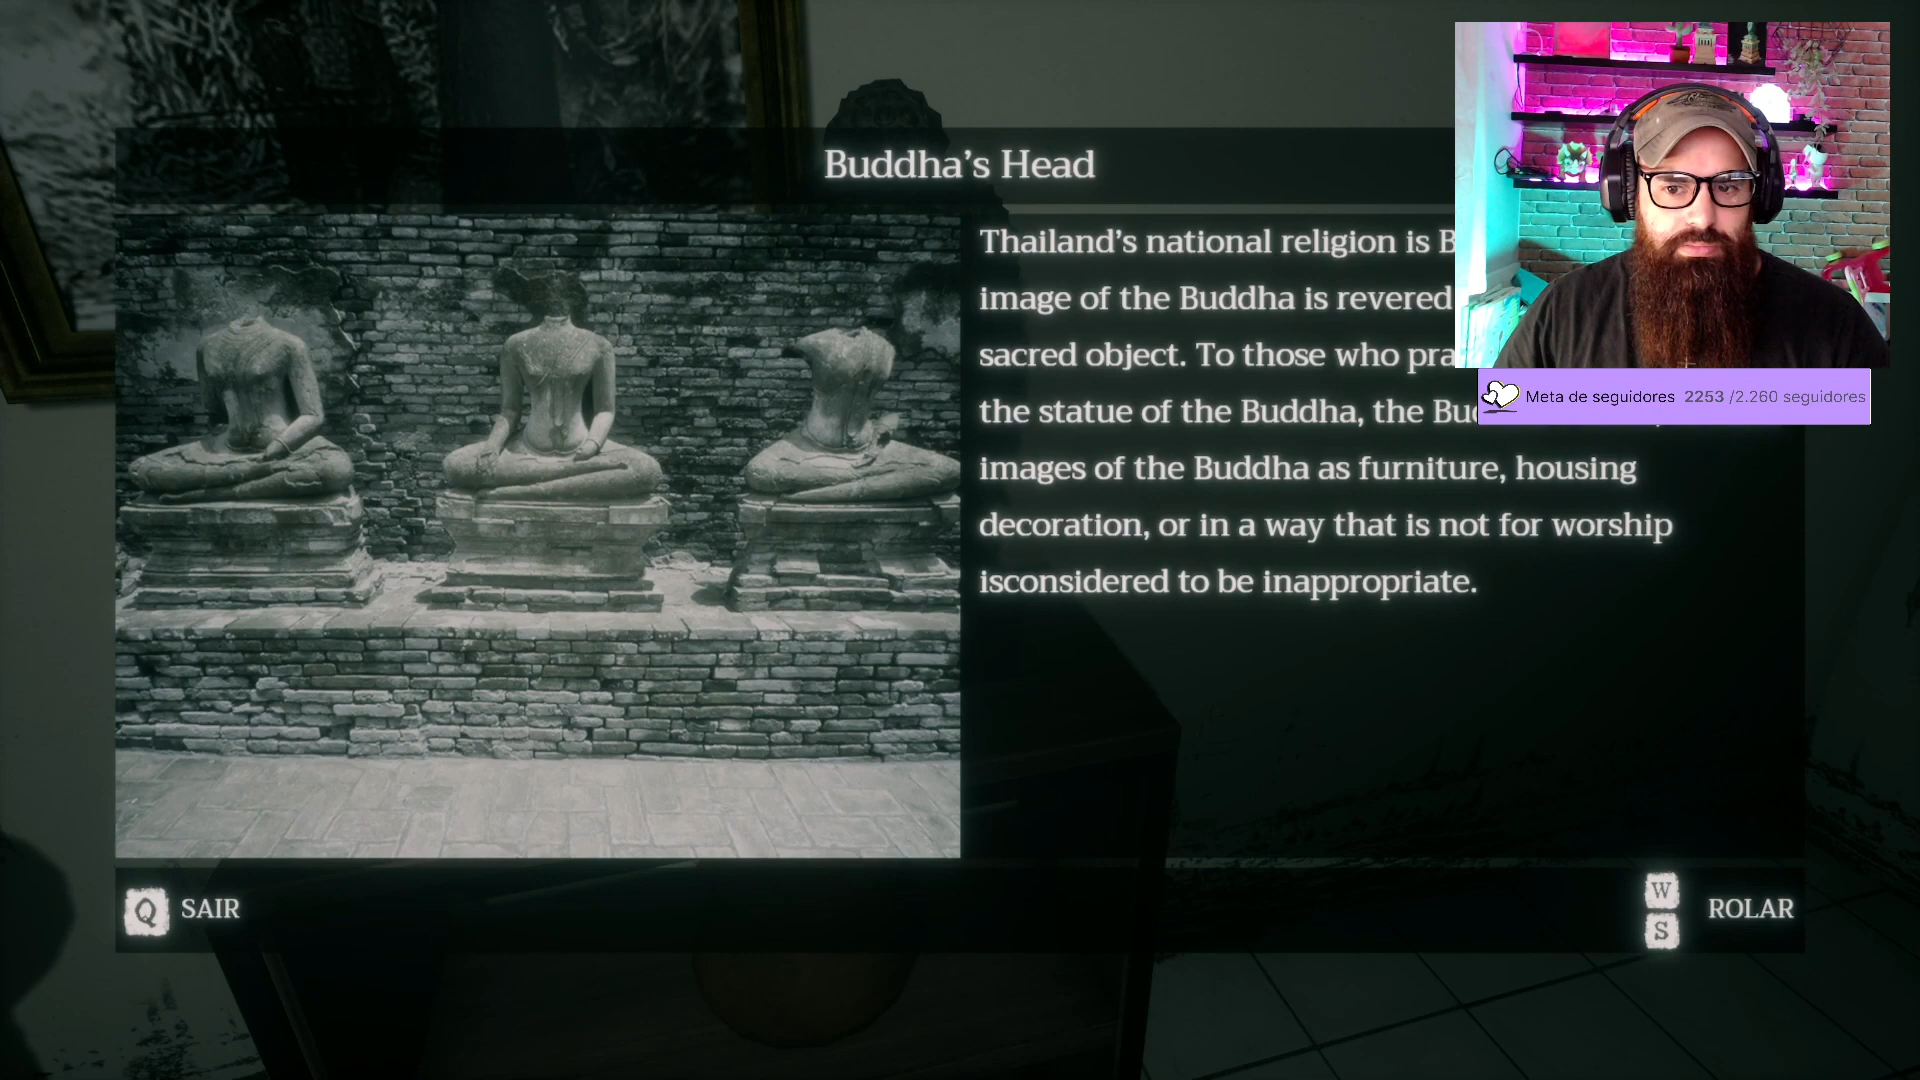 Buddha's Head
Thailand's national religion is
image of the Buddha is revered
sacred object. To those who
the statue of the Buddha, the
images of the Buddha as furniture, housing
decoration, or in a way that is not for worship
isconsidered to be inappropriate.
Meta de seguidores 2253 /2.260 seguidores
Q SAIR
W
S
ROLAR